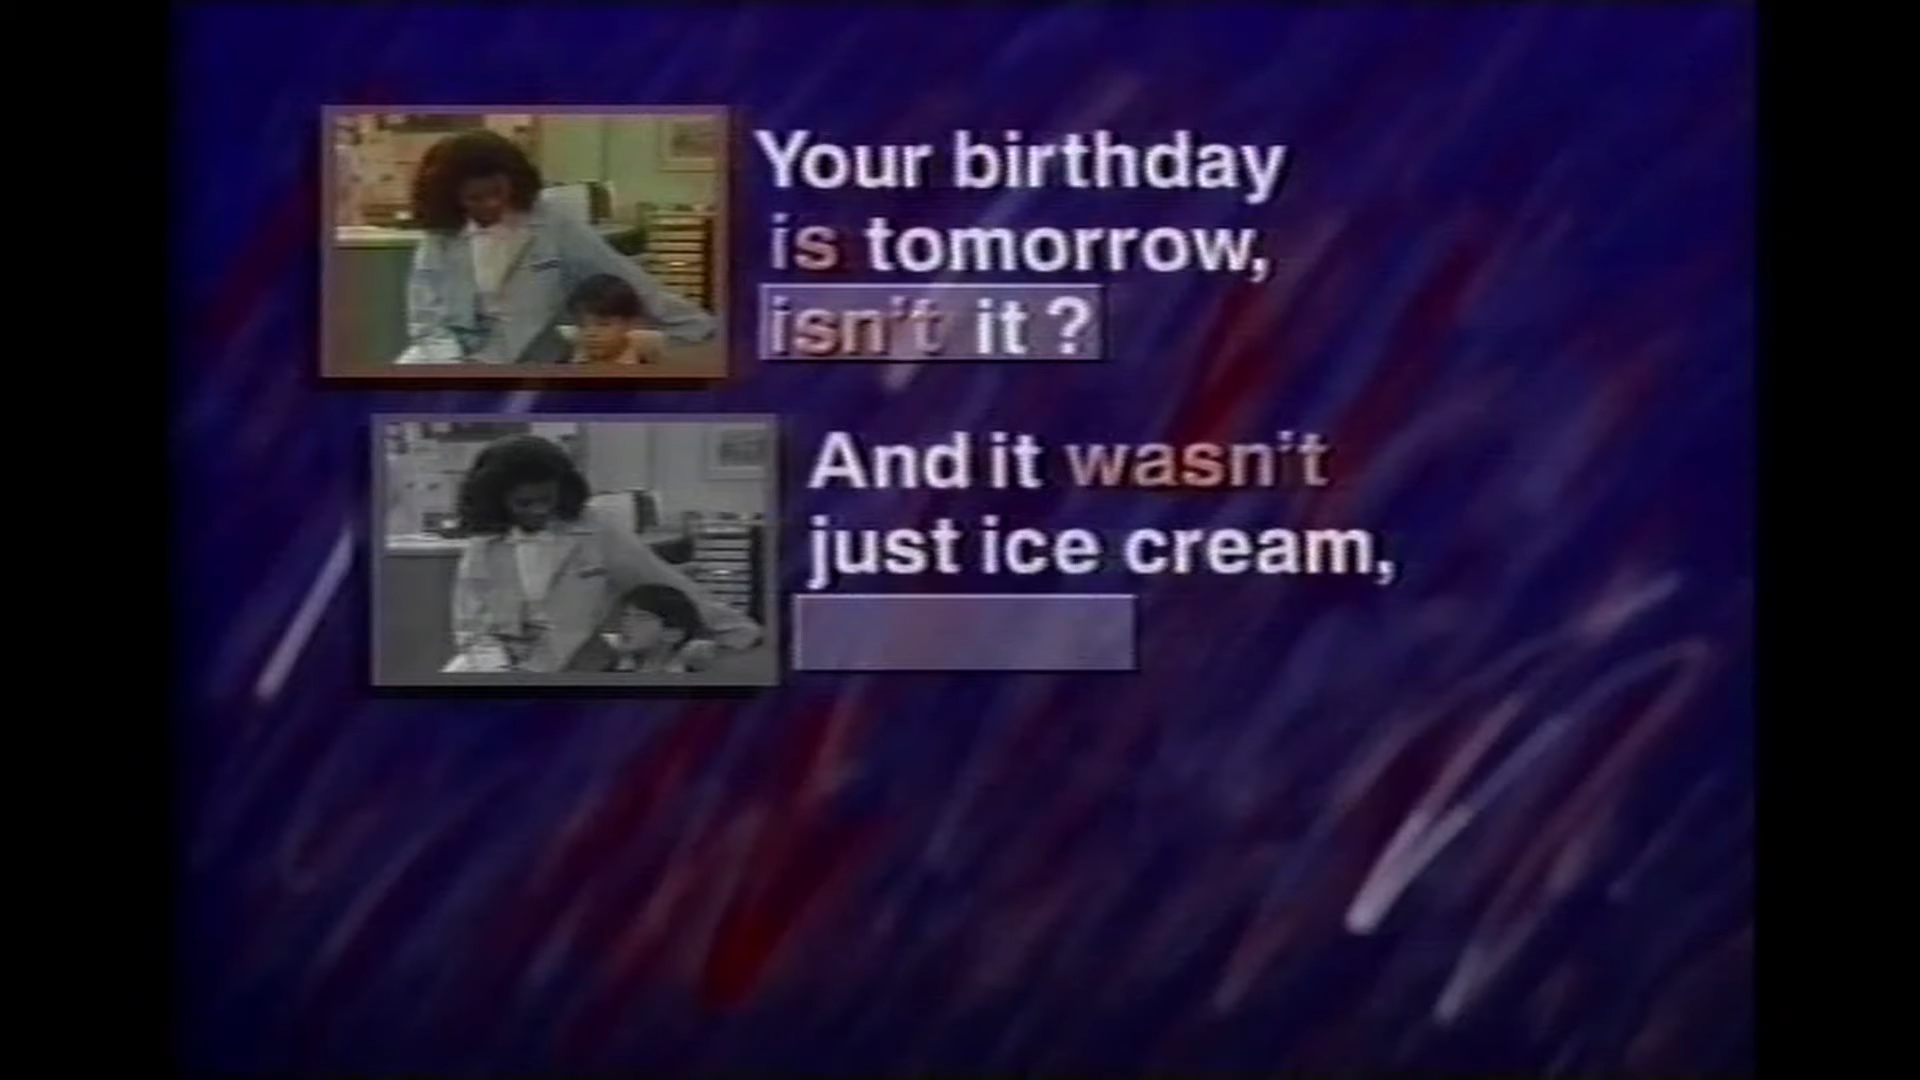 Your birthday
is tomorrow,
isn't it ?
And it wasn't
just ice cream,